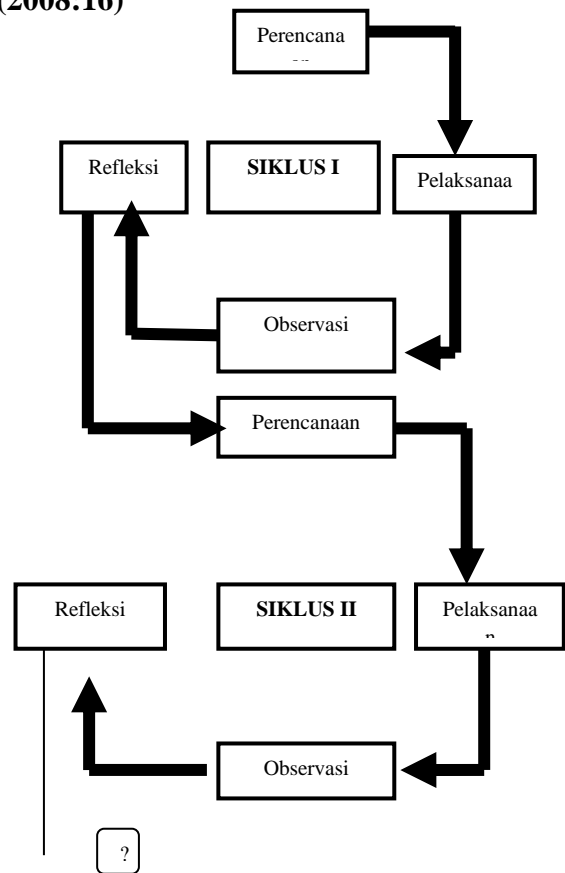 (2008:16)
Perencana
Refleksi
SIKLUS I
Pelaksanaa
Observasi
Perencanaan
Refleksi
SIKLUS II
Pelaksanaa
n
Observasi
?